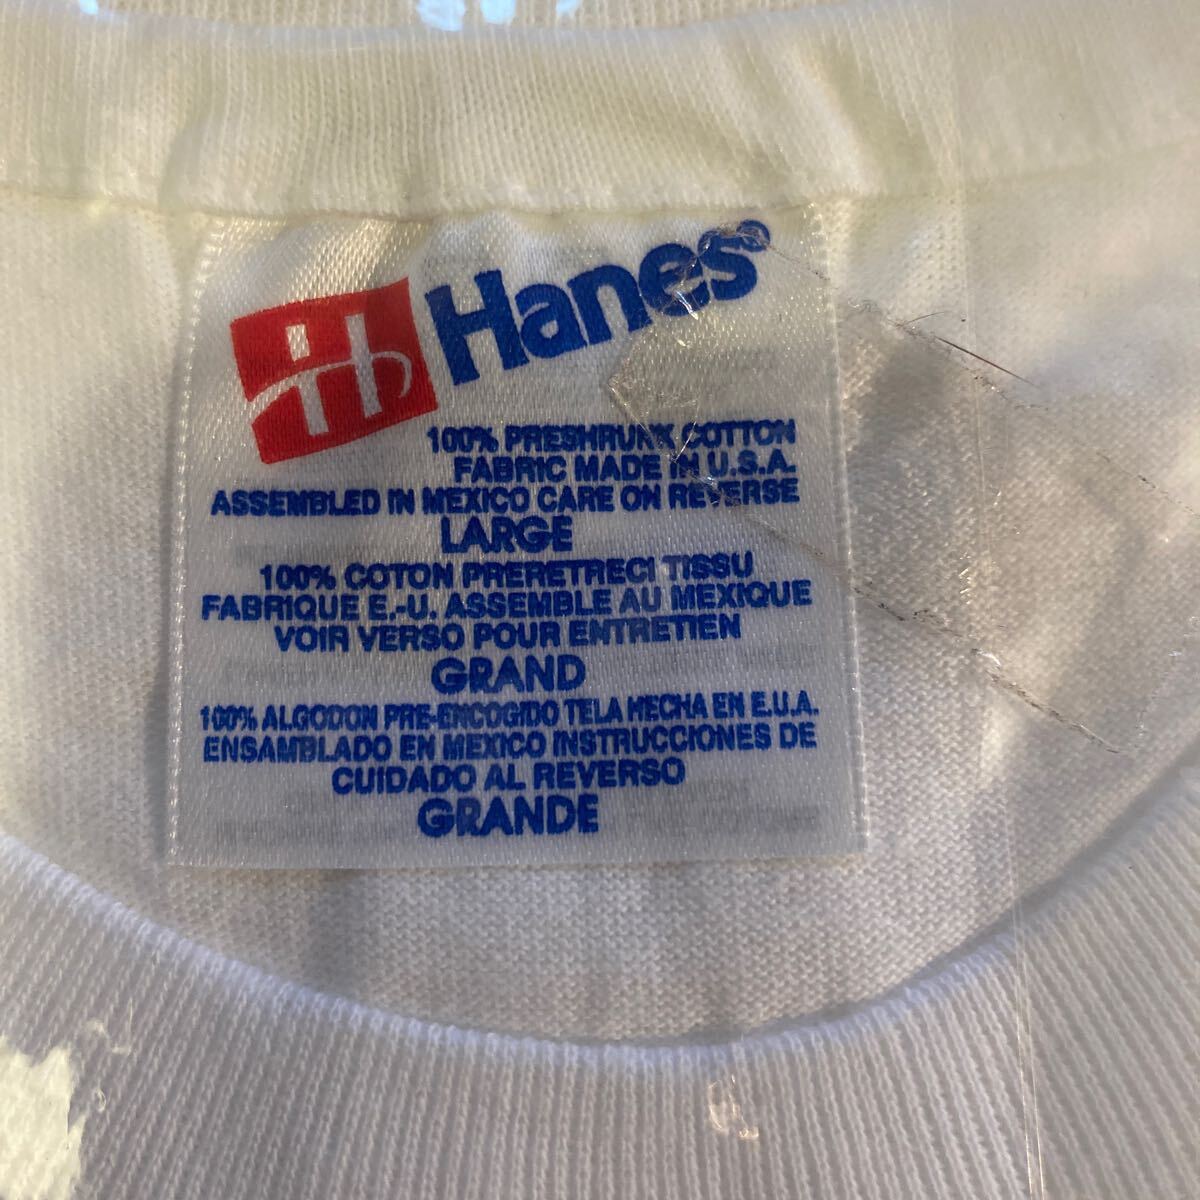 Hanes®
100% PRESHRUNK COTTON
FABRIC MADE IN U.S.A.
ASSEMBLED IN MEXICO CARE ON REVERSE
LARGE
100% COTON PRERETRECI TISSU
FABRIQUE E.-U. ASSEMBLE AU MEXIQUE
VOIR VERSO POUR ENTRETIEN
GRAND
100% ALGODON PRE-ENCOGIDO TELA HECHA EN E.U.A.
ENSAMBLADO EN MEXICO INSTRUCCIONES DE
CUIDADO AL REVERSO
GRANDE